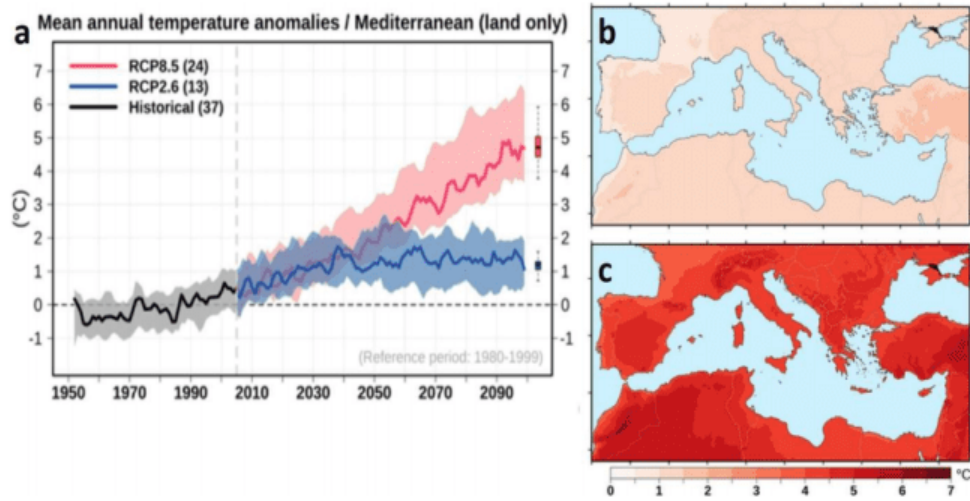 a
Mean annual temperature anomalies / Mediterranean (land only)
b
RCP8.5 (24)
RCP2.6 (13)
Historical (37)
(°C)
7
6
5
4
3
2
1
0
-1
7
6
5
4
3
2
1
0
-1
(Reference period: 1980-1999)
1950 1970 1990 2010 2030 2050 2070 2090
c
0 1 2 3 4 5 6 7
°C